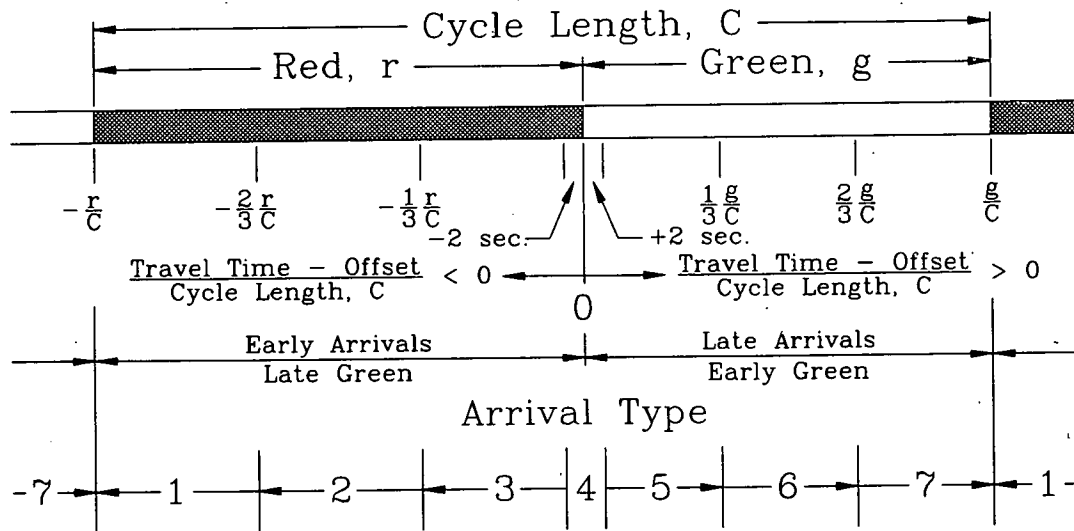 Cycle Length, C
Red, r Green, g
-r/C -2/3 r/C -1/3 r/C 1/3 g/C 2/3 g/C g/C
-2 sec. +2 sec.
Travel Time - Offset / Cycle Length, C < 0 Travel Time - Offset / Cycle Length, C > 0
0
Early Arrivals Late Arrivals
Late Green Early Green
Arrival Type
-7 1 2 3 4 5 6 7 1-